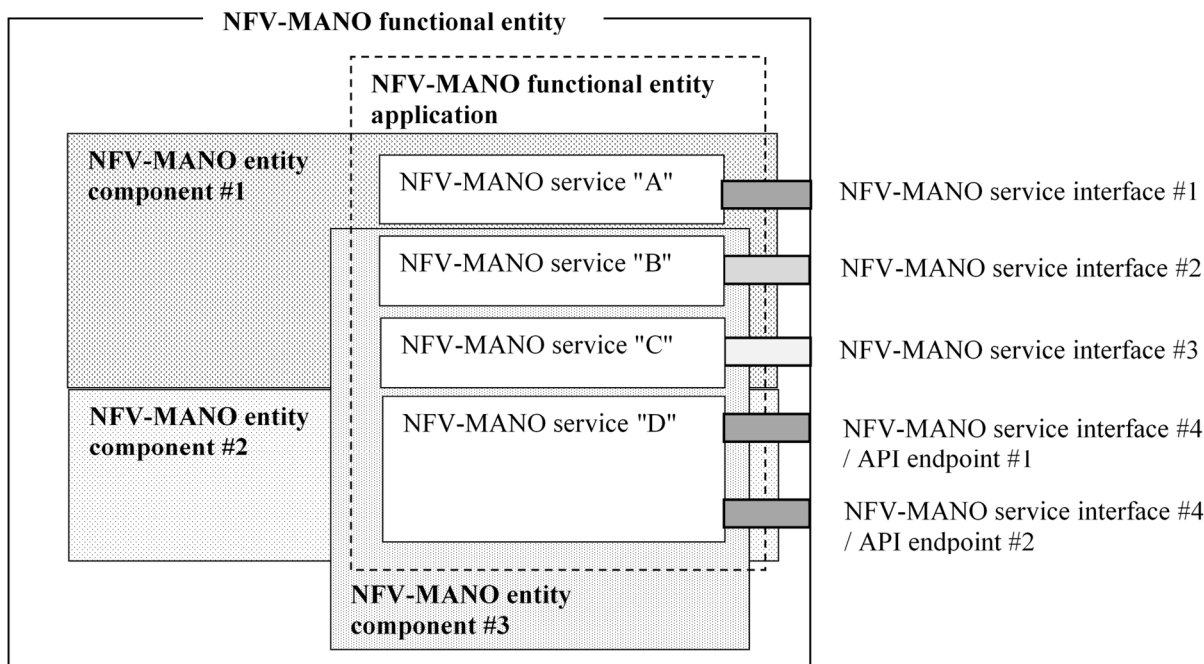 NFV-MANO functional entity
NFV-MANO functional entity
application
NFV-MANO entity
component #1
NFV-MANO service "A"
NFV-MANO service interface #1
NFV-MANO service "B"
NFV-MANO service interface #2
NFV-MANO service "C"
NFV-MANO service interface #3
NFV-MANO entity
component #2
NFV-MANO service "D"
NFV-MANO service interface #4
/ API endpoint #1
NFV-MANO service interface #4
/ API endpoint #2
NFV-MANO entity
component #3